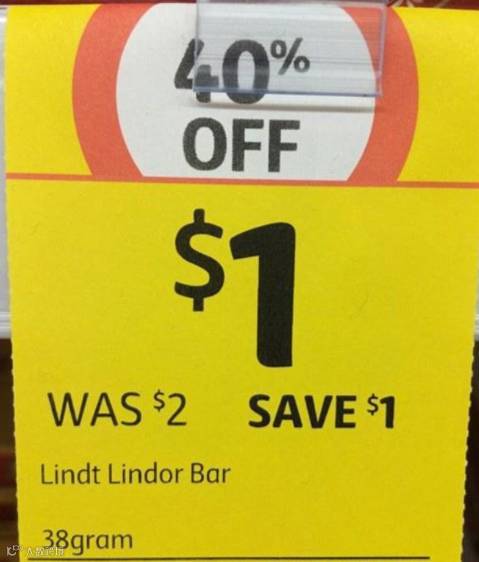 40%
OFF
$1
WAS $2 SAVE $1
Lindt Lindor Bar
38gram